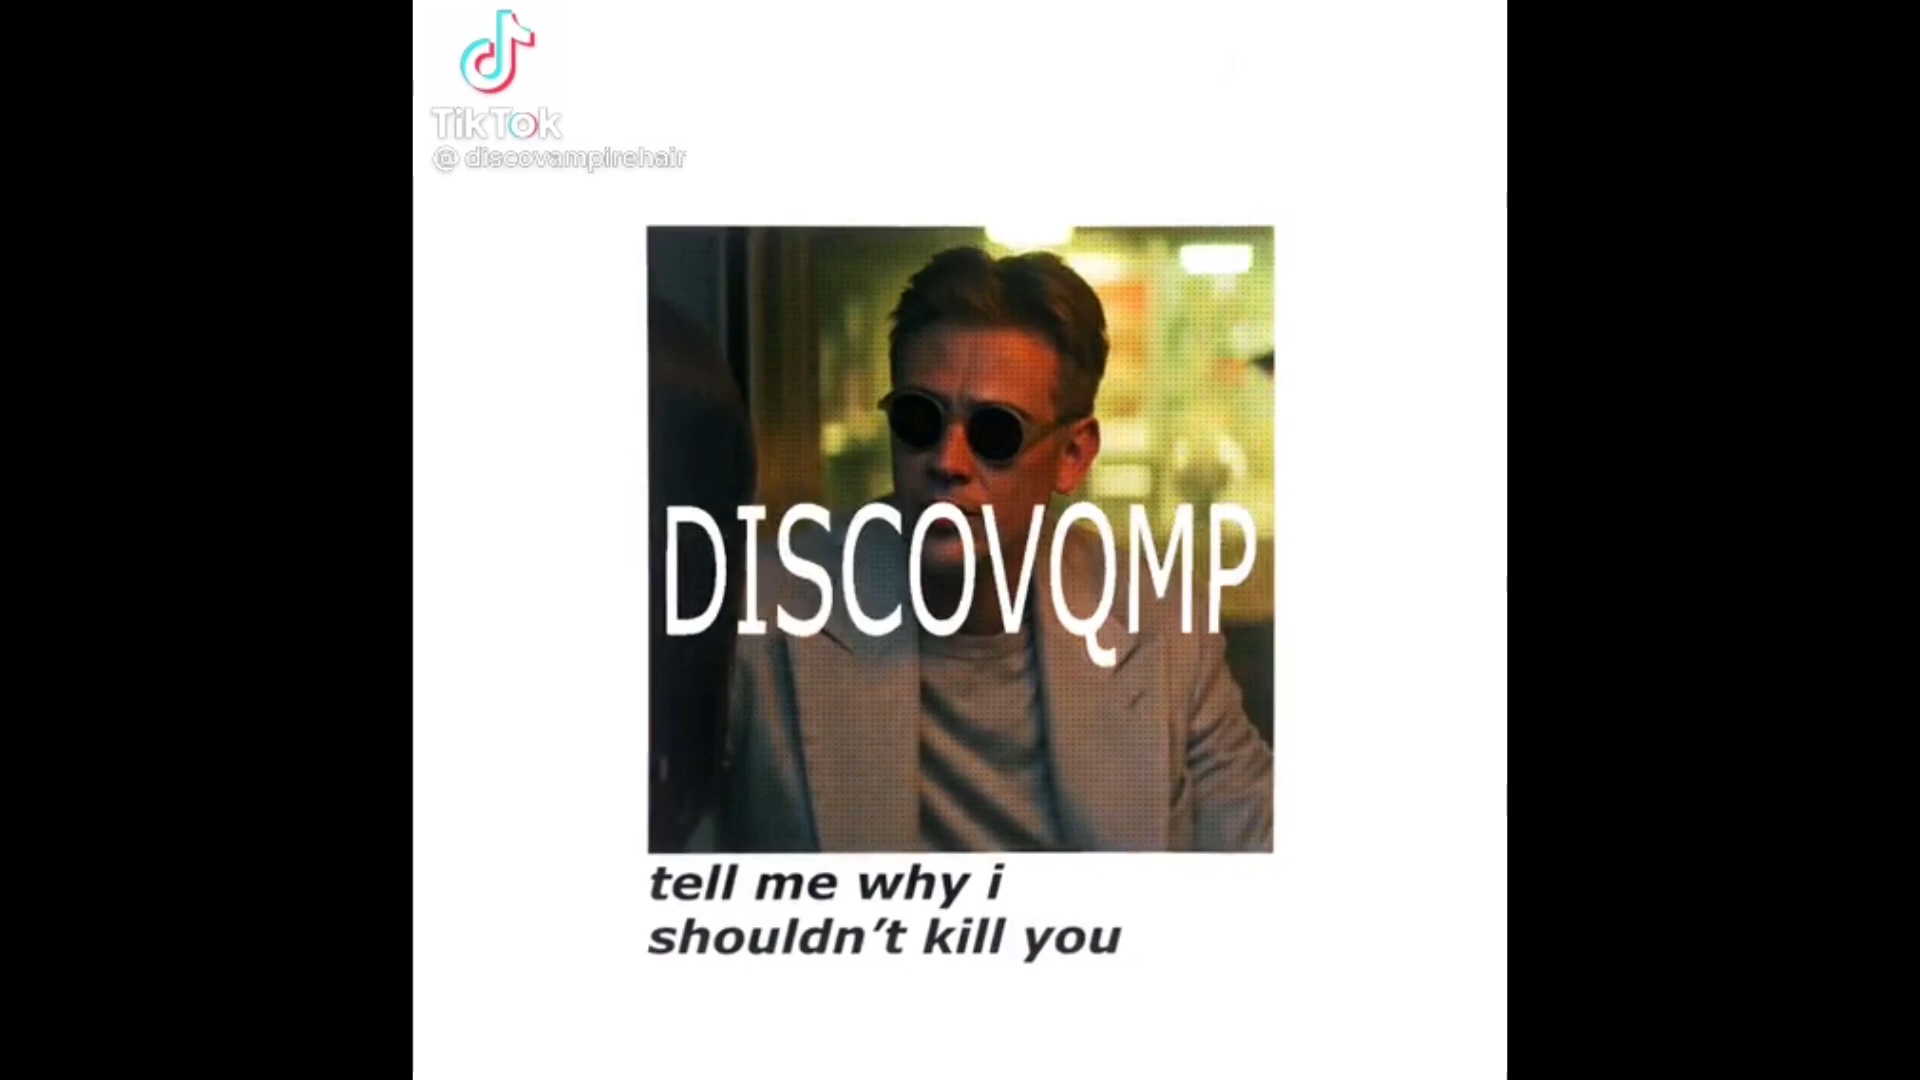 TikTok
@ discovampirehair
DISCOVQMP
tell me why i
shouldn't kill you